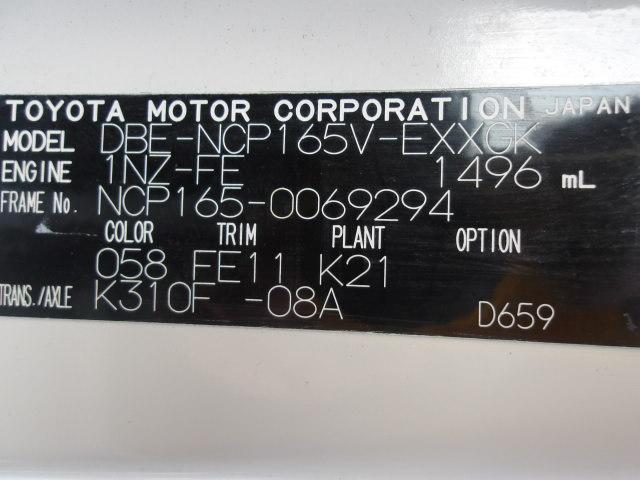 TOYOTA MOTOR CORPORATION JAPAN
MODEL DBE-NCP165V-EXXGK
ENGINE 1NZ-FE 1496 mL
FRAME No. NCP165-0069294
COLOR TRIM PLANT OPTION
058 FE11 K21
TRANS./AXLE K310F -08A D659